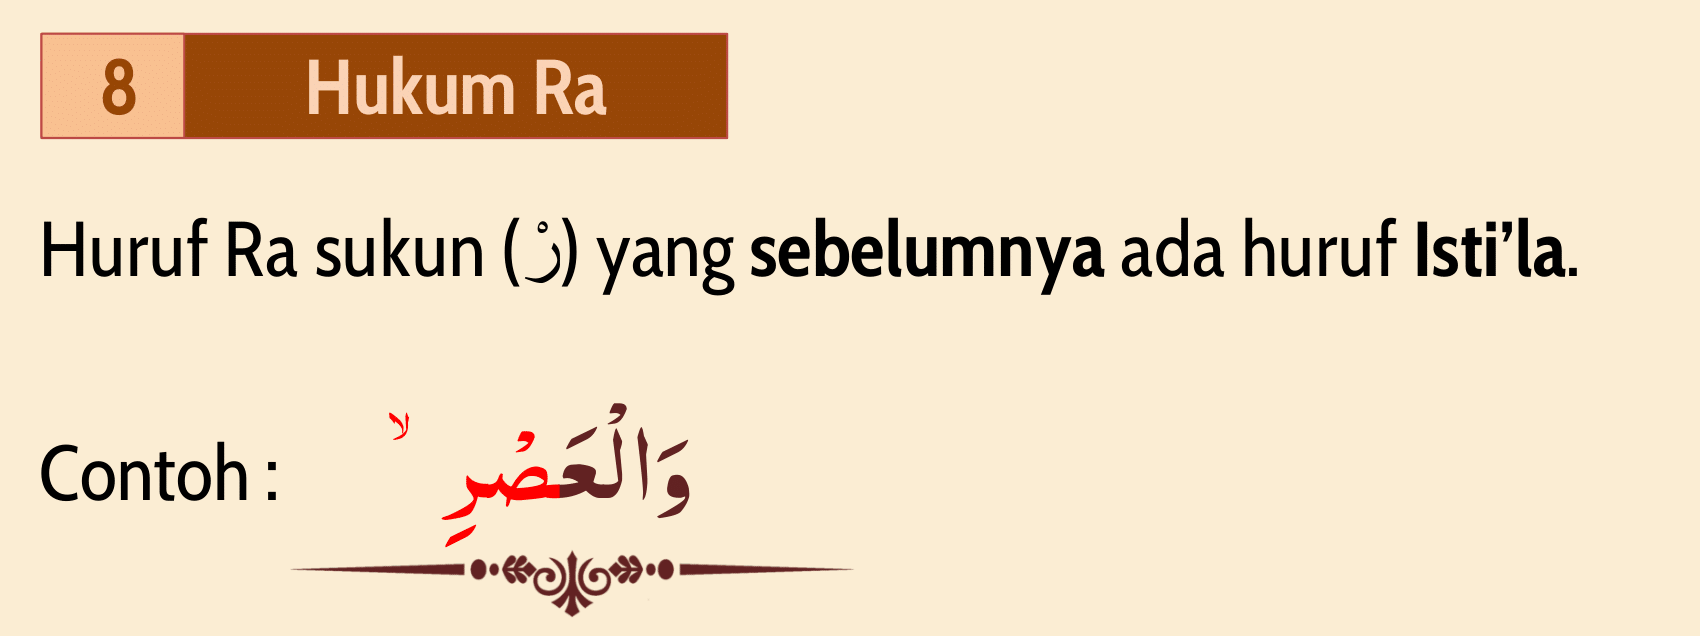 8 Hukum Ra
Huruf Ra sukun (رْ) yang sebelumnya ada huruf Isti’la.
Contoh : وَالْعَصْرِ ۙ